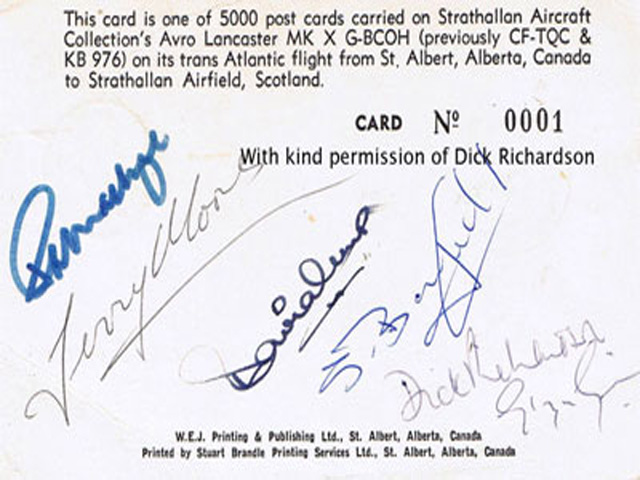 This card is one of 5000 post cards carried on Strathallan Aircraft
Collection's Avro Lancaster MK X G-BCOH (previously CF-TQC &
KB 976) on its trans Atlantic flight from St. Albert, Alberta, Canada
to Strathallan Airfield, Scotland.
CARD Nº 0001
With kind permission of Dick Richardson
Jerry Moore
Dick Richardson
W.E.J. Printing & Publishing Ltd., St. Albert, Alberta, Canada
Printed by Stuart Brandle Printing Services Ltd., St. Albert, Alberta, Canada